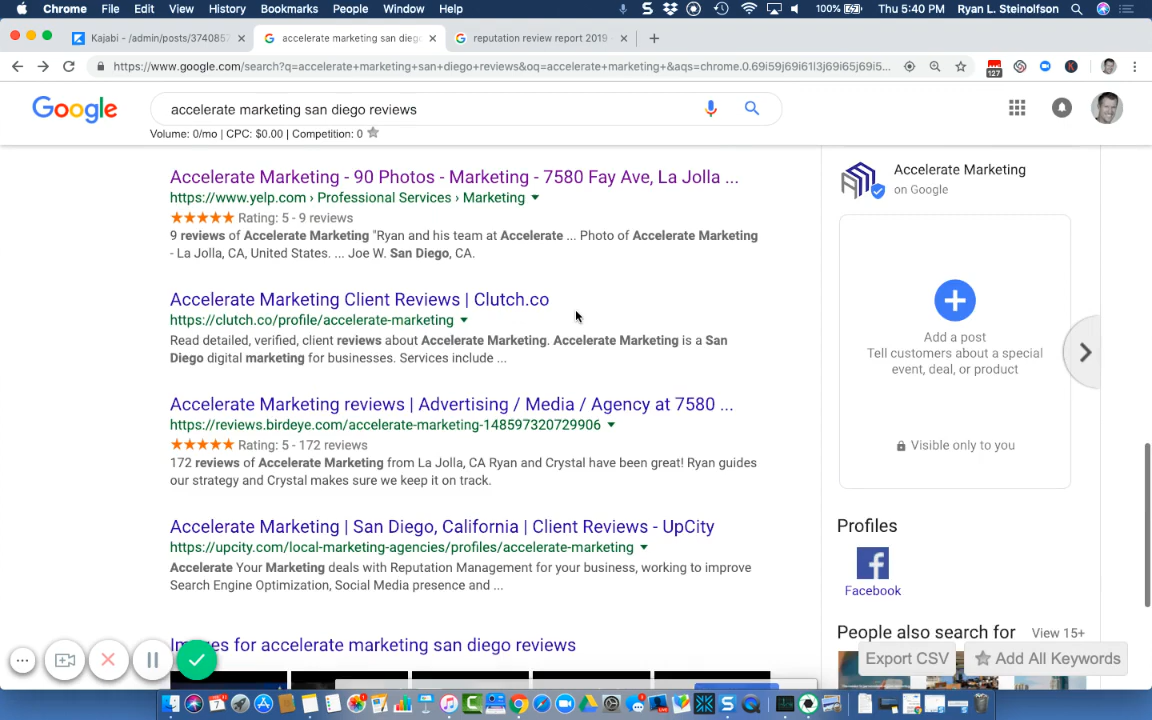 Chrome File Edit View History Bookmarks People Window Help 100% Thu 5:40 PM Ryan L. Steinolfson
Kajabi - /admin/posts/374085 accelerate marketing san dieg reputation review report 2019
https://www.google.com/search?q=accelerate+marketing+san+diego+reviews&oq=accelerate+marketing+&aqs=chrome.0.69i59j69i61l3j69i65j69i5... 127
Google accelerate marketing san diego reviews
Volume: 0/mo | CPC: $0.00 | Competition: 0
Accelerate Marketing - 90 Photos - Marketing - 7580 Fay Ave, La Jolla ...
https://www.yelp.com › Professional Services › Marketing
Rating: 5 - 9 reviews
9 reviews of Accelerate Marketing "Ryan and his team at Accelerate ... Photo of Accelerate Marketing
- La Jolla, CA, United States. ... Joe W. San Diego, CA.
Accelerate Marketing Client Reviews | Clutch.co
https://clutch.co/profile/accelerate-marketing
Read detailed, verified, client reviews about Accelerate Marketing. Accelerate Marketing is a San
Diego digital marketing for businesses. Services include ...
Accelerate Marketing reviews | Advertising / Media / Agency at 7580 ...
https://reviews.birdeye.com/accelerate-marketing-148597320729906
Rating: 5 - 172 reviews
172 reviews of Accelerate Marketing from La Jolla, CA Ryan and Crystal have been great! Ryan guides
our strategy and Crystal makes sure we keep it on track.
Accelerate Marketing | San Diego, California | Client Reviews - UpCity
https://upcity.com/local-marketing-agencies/profiles/accelerate-marketing
Accelerate Your Marketing deals with Reputation Management for your business, working to improve
Search Engine Optimization, Social Media presence and ...
Images for accelerate marketing san diego reviews
Accelerate Marketing
on Google
Add a post
Tell customers about a special
event, deal, or product
Visible only to you
Profiles
Facebook
People also search for View 15+
Export CSV Add All Keywords